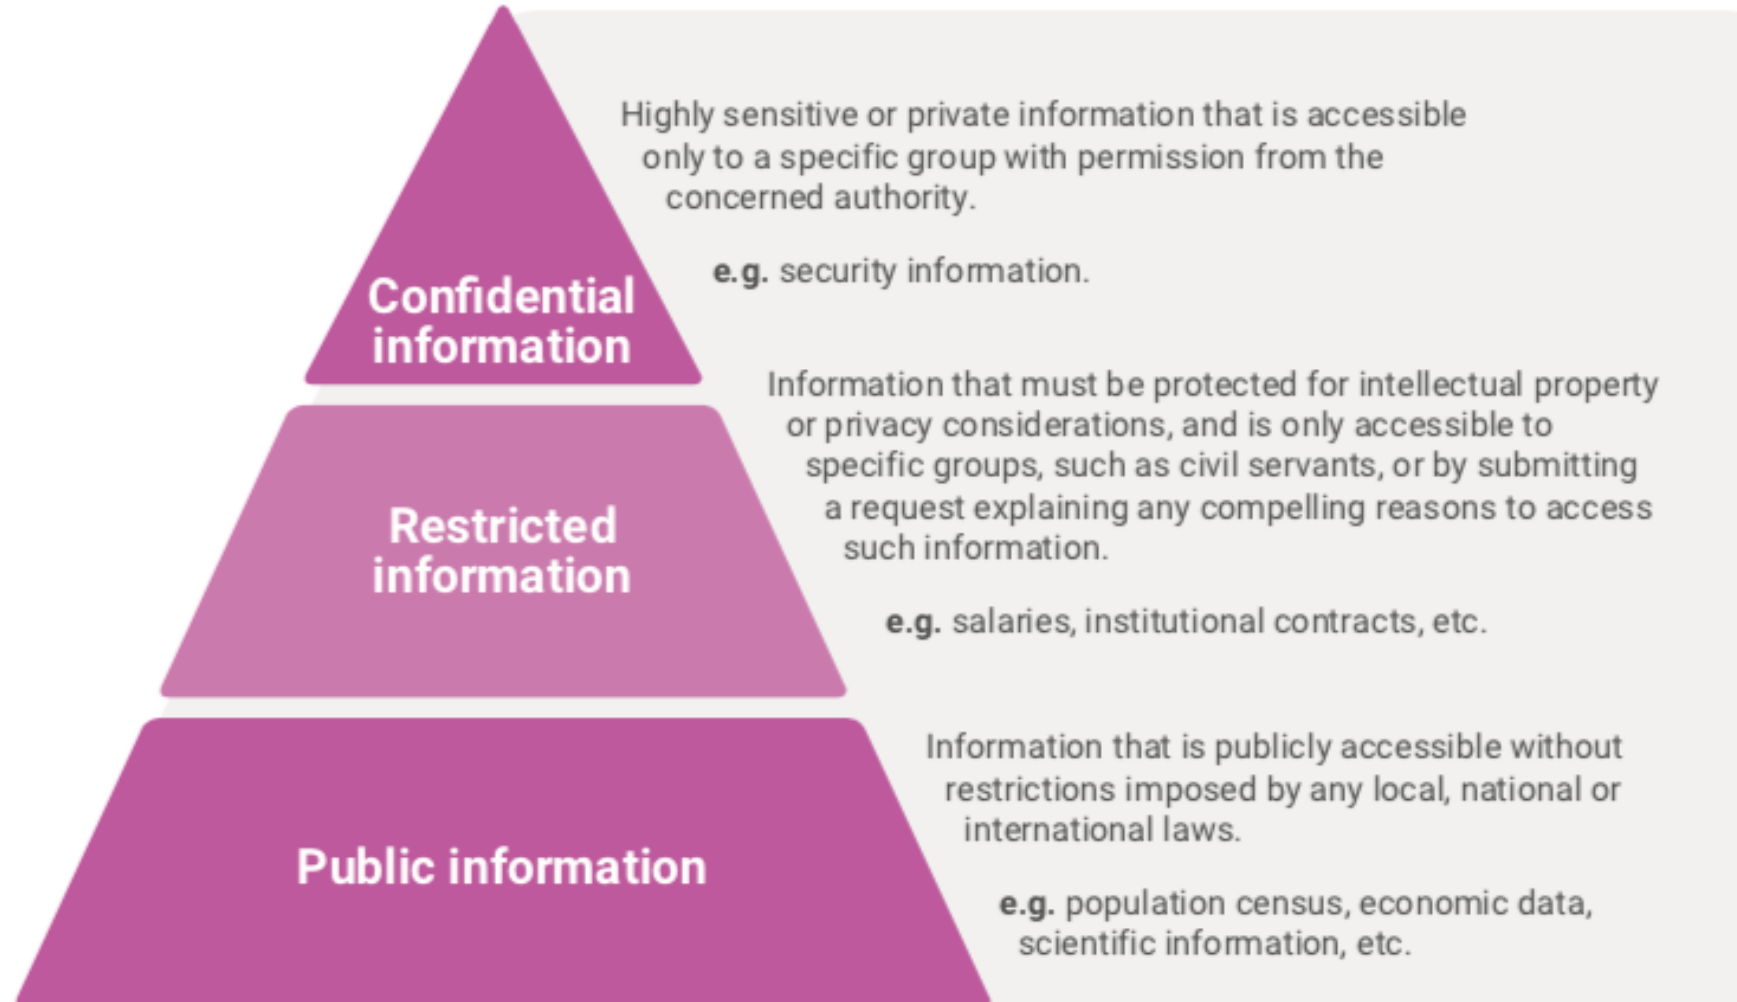 Highly sensitive or private information that is accessible
only to a specific group with permission from the
concerned authority.
e.g. security information.
Confidential
information
Information that must be protected for intellectual property
or privacy considerations, and is only accessible to
specific groups, such as civil servants, or by submitting
a request explaining any compelling reasons to access
such information.
e.g. salaries, institutional contracts, etc.
Restricted
information
Information that is publicly accessible without
restrictions imposed by any local, national or
international laws.
e.g. population census, economic data,
scientific information, etc.
Public information